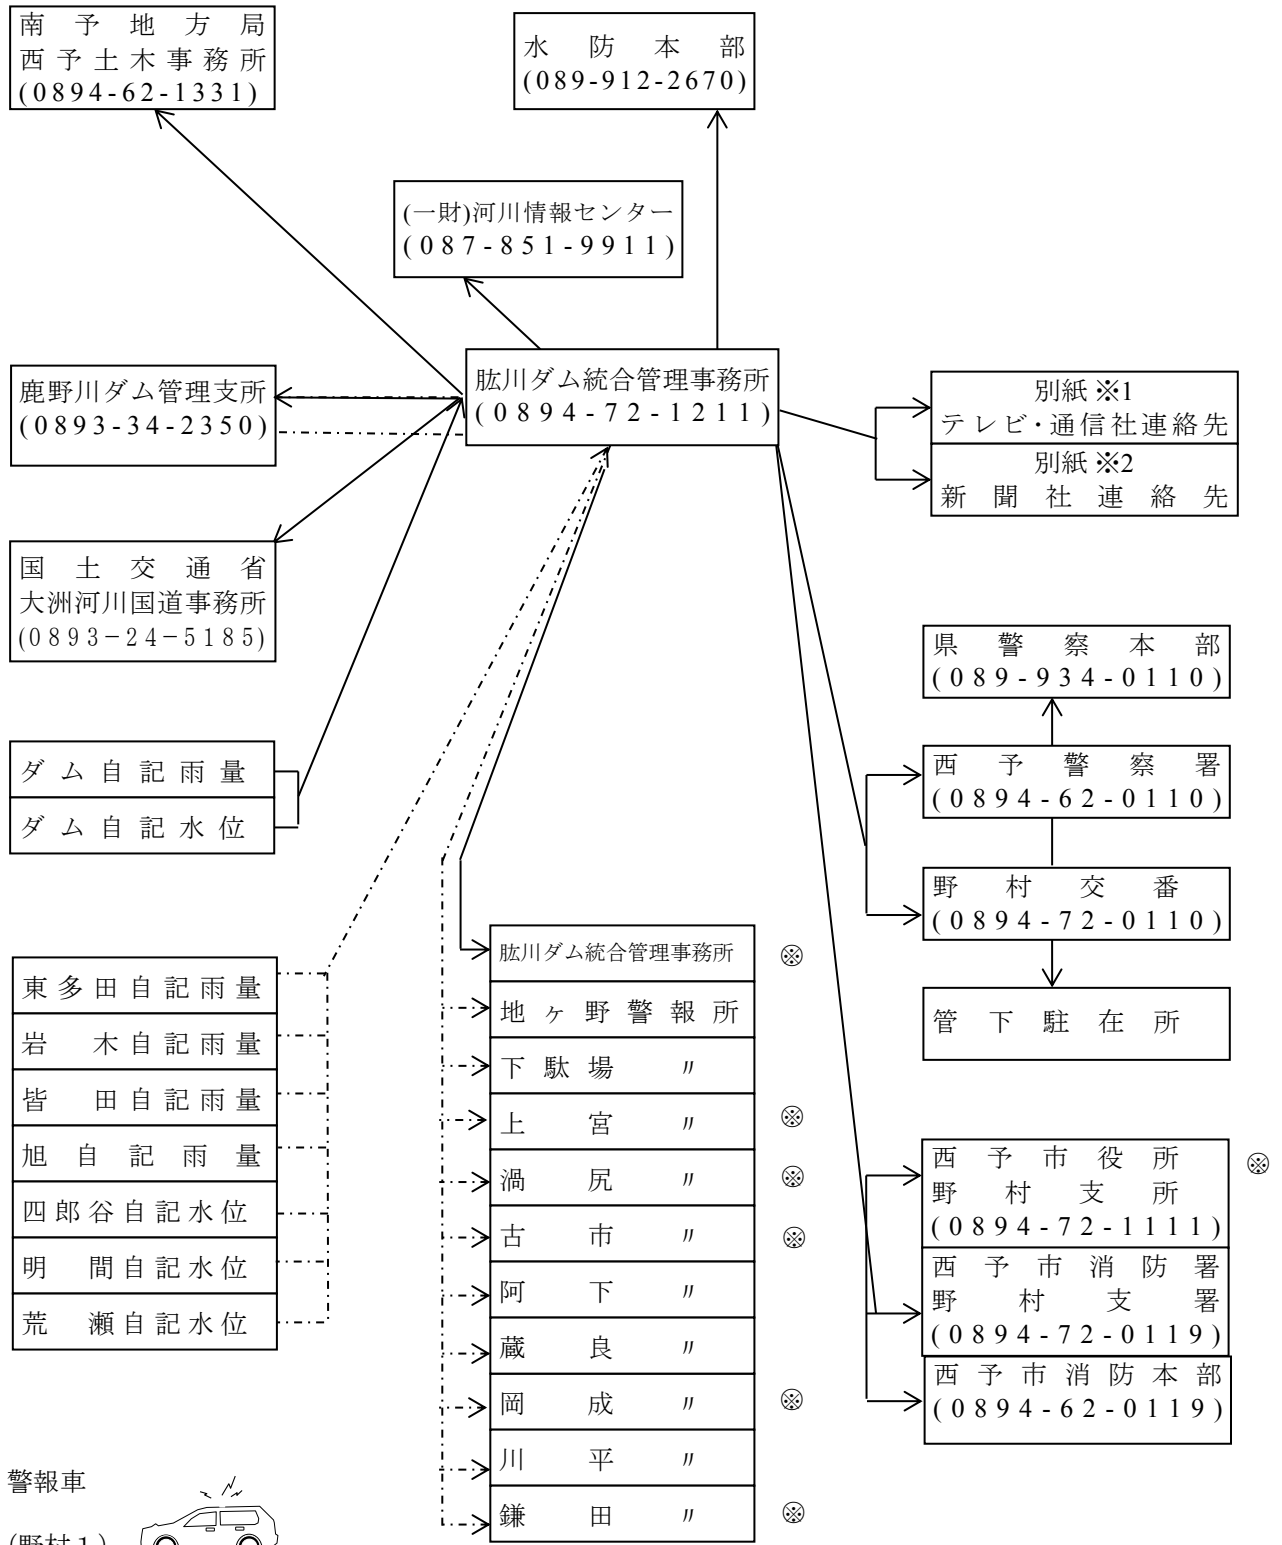 南予地方局
西予土木事務所
(0894-62-1331)
水防本部
(089-912-2670)
(一財)河川情報センター
(087-851-9911)
肱川ダム統合管理事務所
(0894-72-1211)
鹿野川ダム管理支所
(0893-34-2350)
別紙※1
テレビ・通信社連絡先
別紙※2
新聞社連絡先
国土交通省
大洲河川国道事務所
(0893-24-5185)
県警察本部
(089-934-0110)
西予警察署
(0894-62-0110)
野村交番
(0894-72-0110)
管下駐在所
ダム自記雨量
ダム自記水位
東多田自記雨量
岩木自記雨量
皆田自記雨量
旭自記雨量
四郎谷自記水位
明間自記水位
荒瀬自記水位
肱川ダム統合管理事務所 ※
地ヶ野警報所
下駄場 〃
上宮 〃 ※
渦尻 〃 ※
古市 〃 ※
阿下 〃
蔵良 〃
岡成 〃 ※
川平 〃
鎌田 〃 ※
西予市役所 ※
野村支所
(0894-72-1111)
西予市消防署
野村支署
(0894-72-0119)
西予市消防本部
(0894-62-0119)
警報車
(野村1)